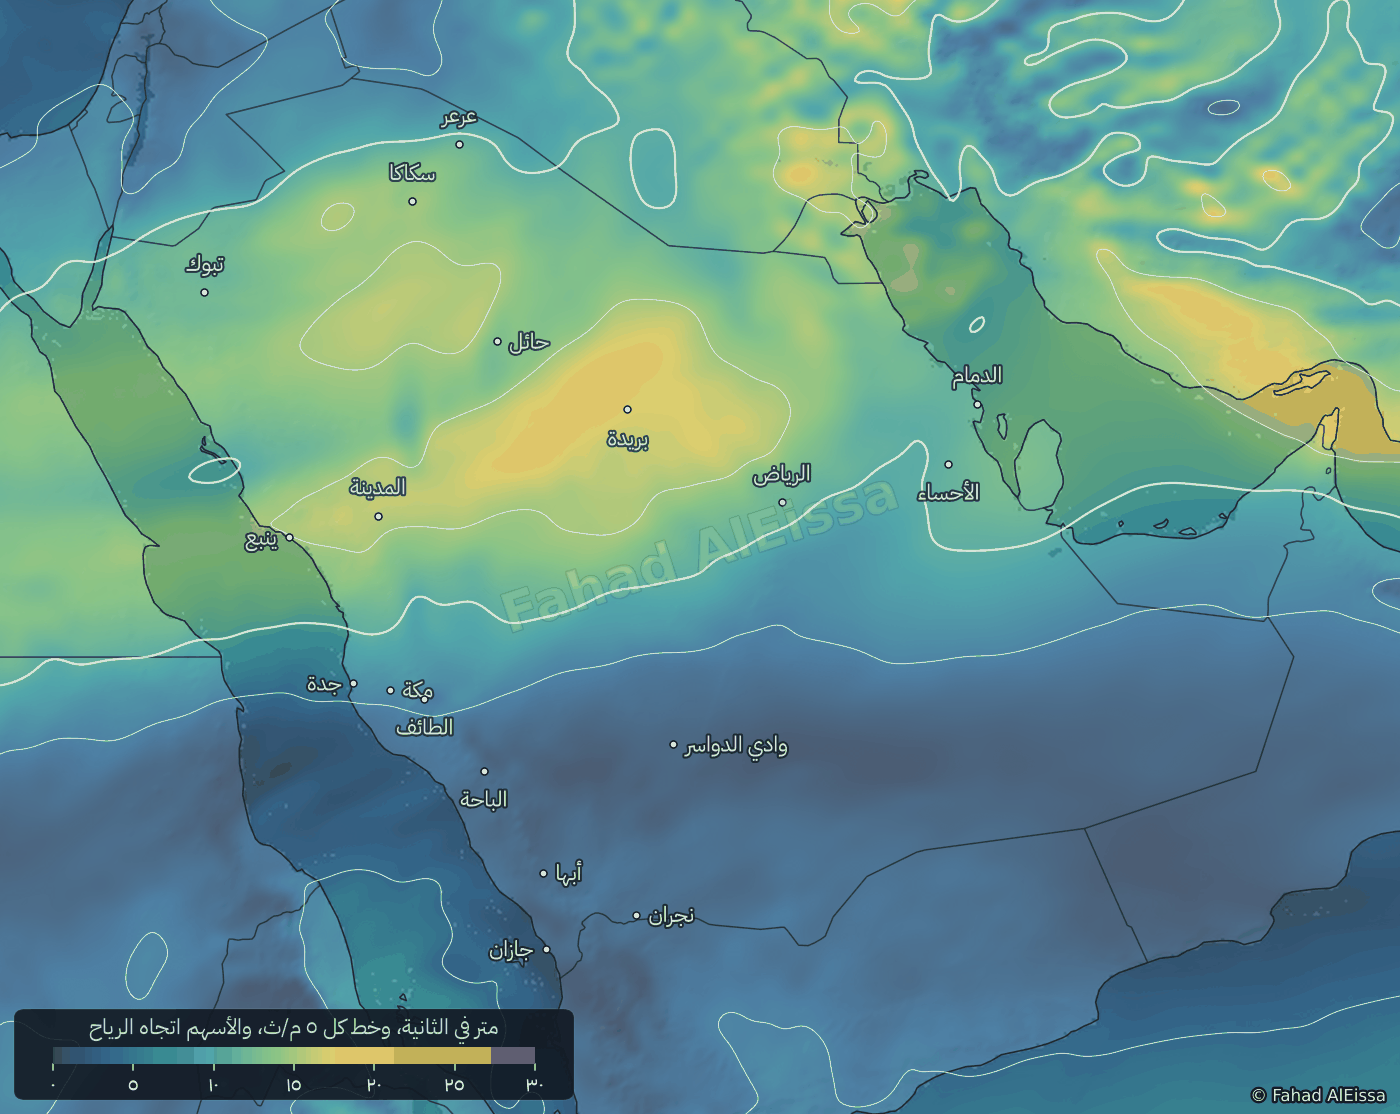 عرعر
سكاكا
تبوك
حائل
الدمام
بريدة
الرياض
الأحساء
المدينة
ينبع
Fahad AlEissa
جدة
مكة
الطائف
وادي الدواسر
الباحة
أبها
نجران
جازان
متر في الثانية، وخط كل ٥ م/ث، والأسهم اتجاه الرياح
٠ ٥ ١٠ ١٥ ٢٠ ٢٥ ٣٠
© Fahad AlEissa